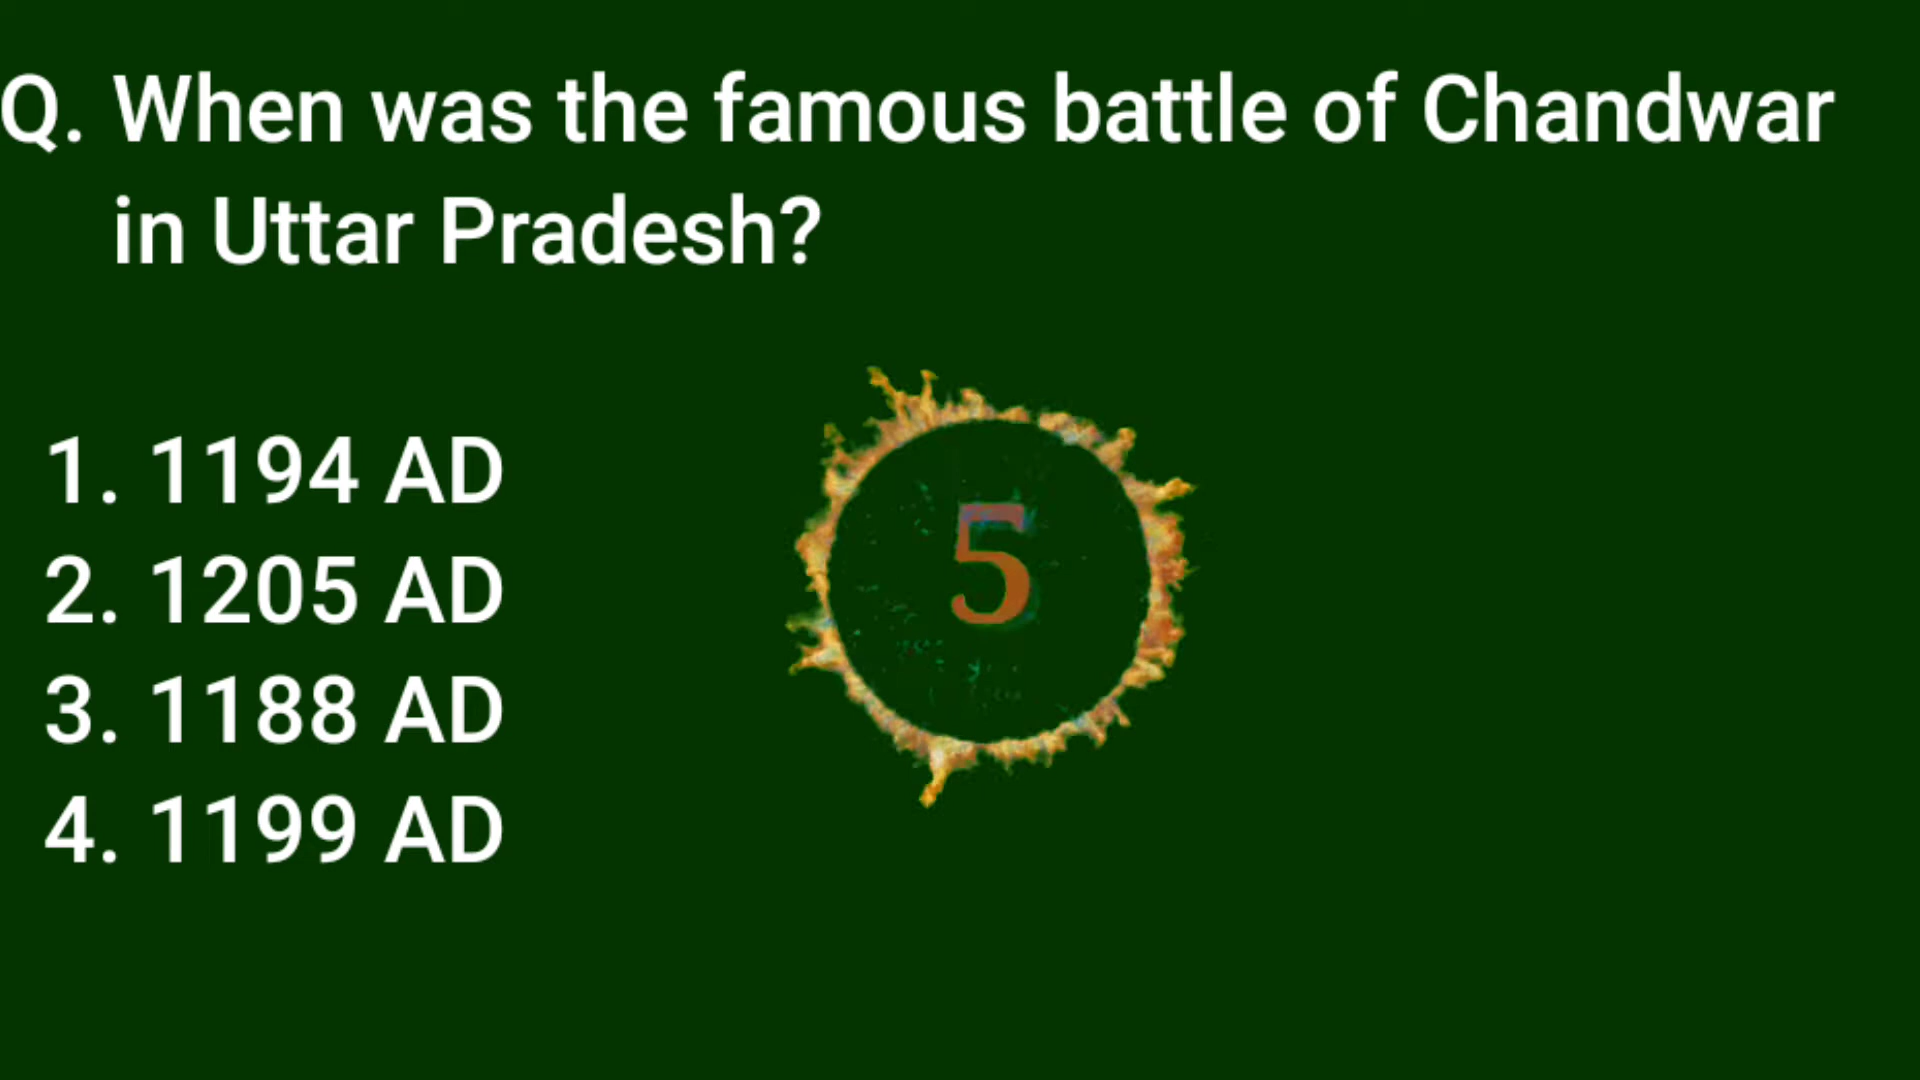 Q. When was the famous battle of Chandwar
in Uttar Pradesh?
1. 1194 AD
2. 1205 AD
3. 1188 AD
4. 1199 AD
5